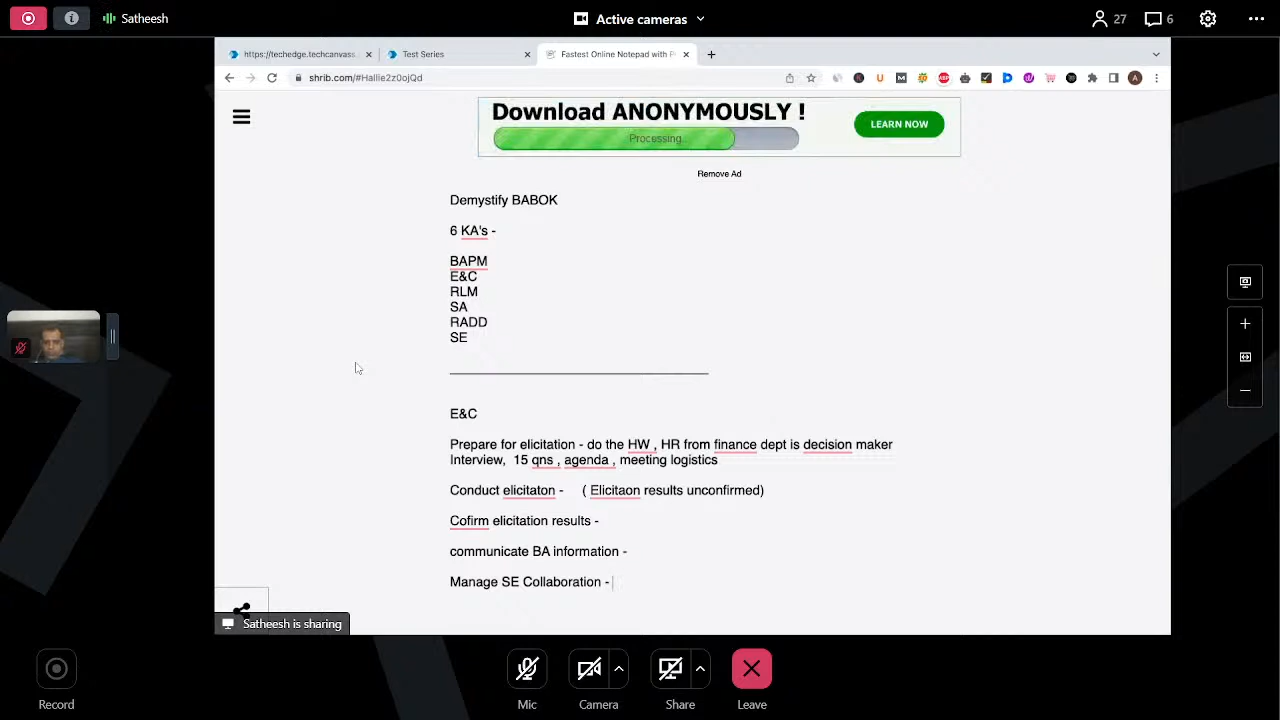 Satheesh
Active cameras
27
6
https://techedge.techcanvass.
Test Series
Fastest Online Notepad with P
shrib.com/#Hallie2z0ojQd
Download ANONYMOUSLY !
Processing...
LEARN NOW
Remove Ad
Demystify BABOK
6 KA's -
BAPM
E&C
RLM
SA
RADD
SE
E&C
Prepare for elicitation - do the HW , HR from finance dept is decision maker
Interview, 15 qns , agenda , meeting logistics
Conduct elicitaton - ( Elicitaon results unconfirmed)
Cofirm elicitation results -
communicate BA information -
Manage SE Collaboration -
Satheesh is sharing
Record
Mic
Camera
Share
Leave